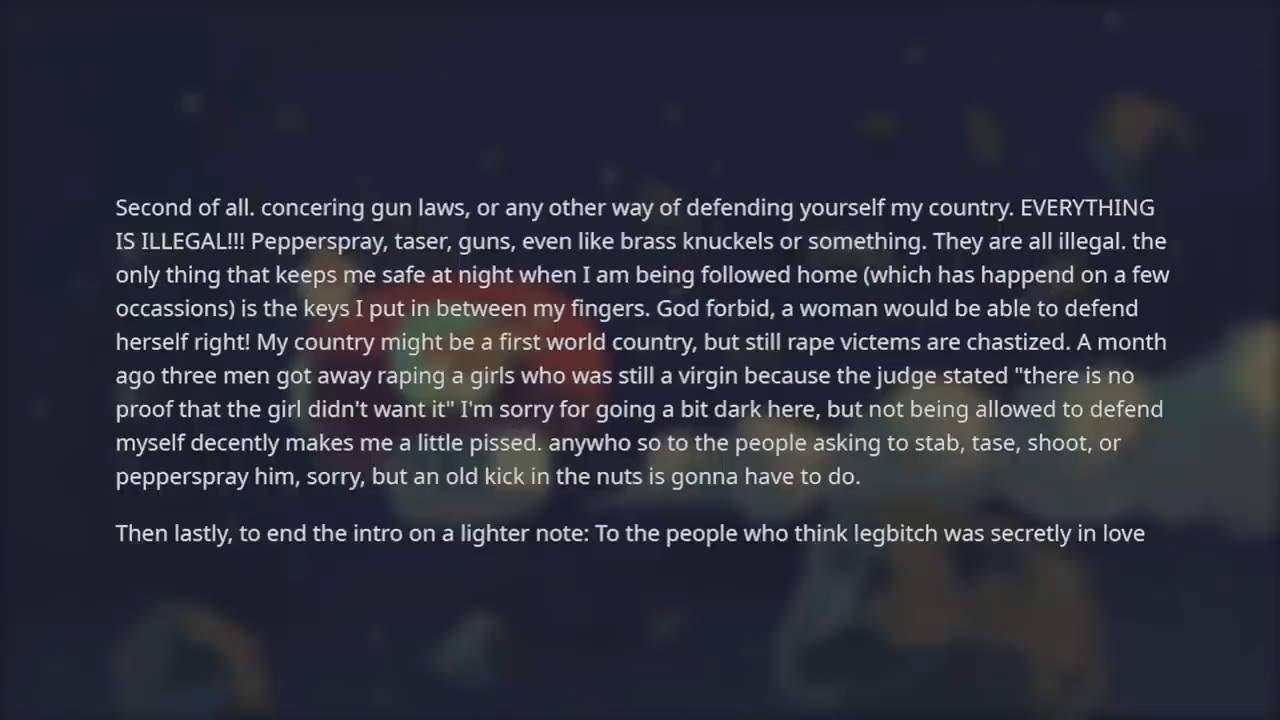 Second of all. concering gun laws, or any other way of defending yourself my country. EVERYTHING
IS ILLEGAL!!! Pepperspray, taser, guns, even like brass knuckels or something. They are all illegal. the
only thing that keeps me safe at night when I am being followed home (which has happend on a few
occassions) is the keys I put in between my fingers. God forbid, a woman would be able to defend
herself right! My country might be a first world country, but still rape victems are chastized. A month
ago three men got away raping a girls who was still a virgin because the judge stated "there is no
proof that the girl didn't want it" I'm sorry for going a bit dark here, but not being allowed to defend
myself decently makes me a little pissed. anywho so to the people asking to stab, tase, shoot, or
pepperspray him, sorry, but an old kick in the nuts is gonna have to do.
Then lastly, to end the intro on a lighter note: To the people who think legbitch was secretly in love